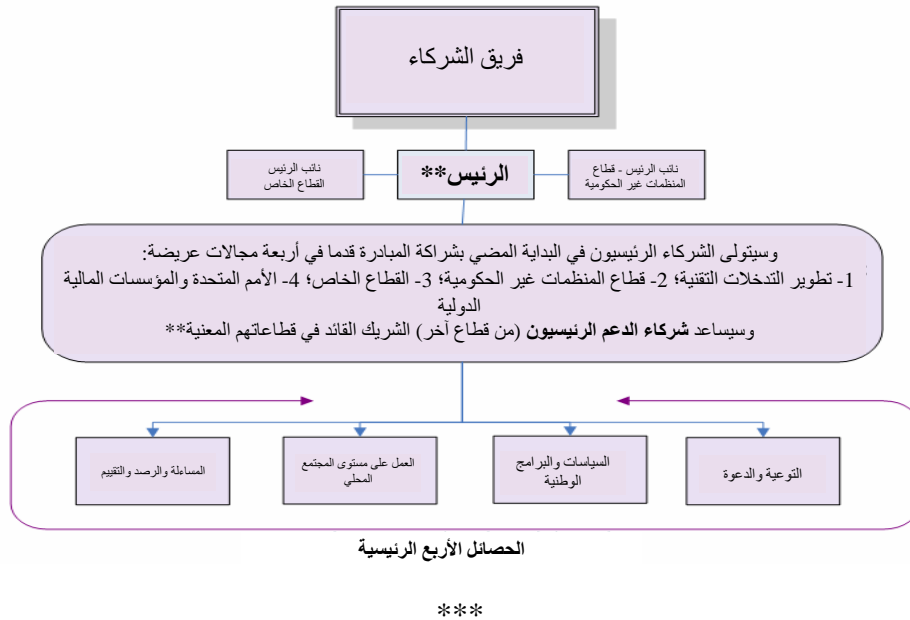 فريق الشركاء
نائب الرئيس - قطاع
المنظمات غير الحكومية
الرئيس**
نائب الرئيس
القطاع الخاص
وسيتولى الشركاء الرئيسيون في البداية المضي بشراكة المبادرة قدما في أربعة مجالات عريضة:
1- تطوير التدخلات التقنية؛ 2- قطاع المنظمات غير الحكومية؛ 3- القطاع الخاص؛ 4- الأمم المتحدة والمؤسسات المالية
الدولية
وسيساعد شركاء الدعم الرئيسيون (من قطاع آخر) الشريك القائد في قطاعاتهم المعنية**
التوعية والدعوة
السياسات والبرامج
الوطنية
العمل على مستوى المجتمع
المحلي
المساءلة والرصد والتقييم
الحصائل الأربع الرئيسية
***